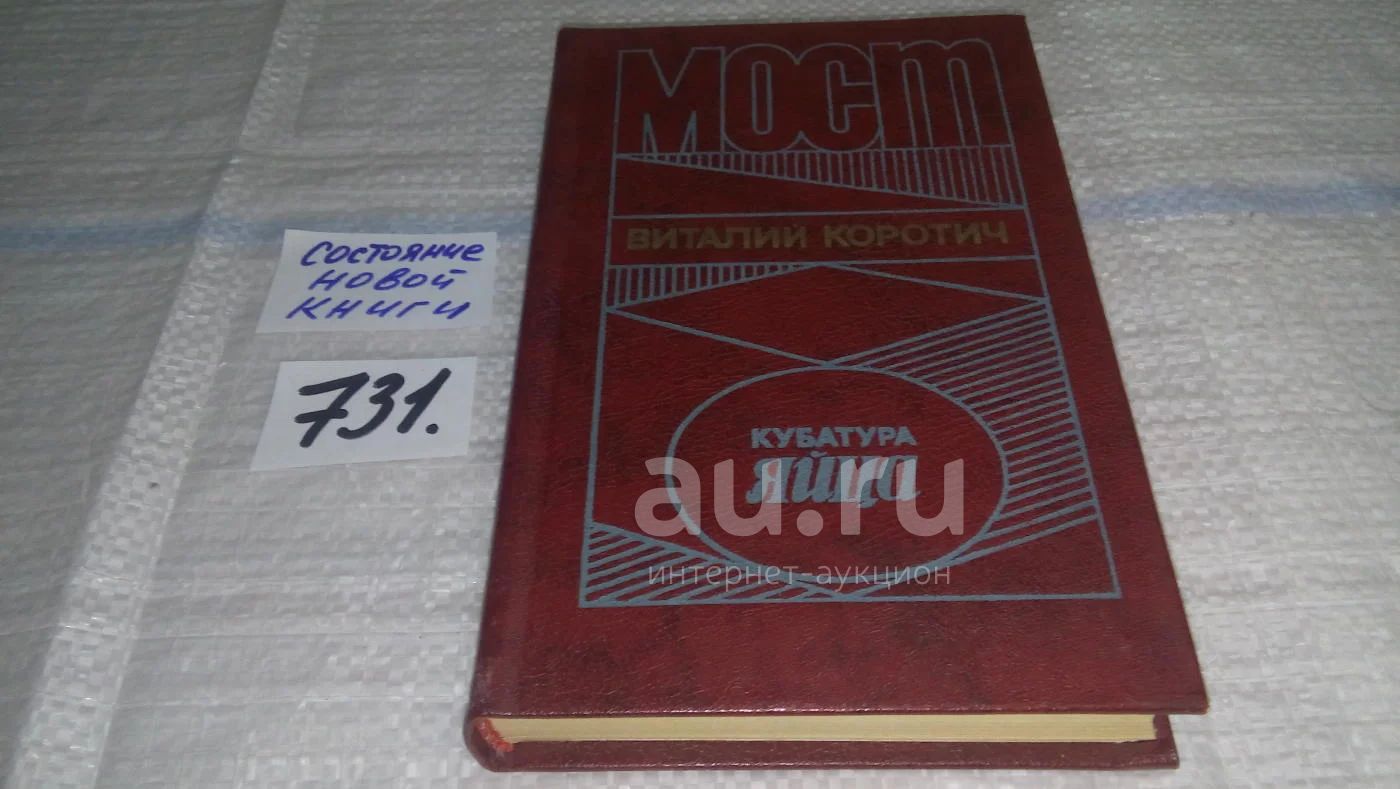 МОСТ
ВИТАЛИЙ КОРОТИЧ
КУБАТУРА
ЯЙЦА
СОСТОЯНИЕ
НОВОЙ
КНИГИ
731.
au.ru
интернет-аукцион